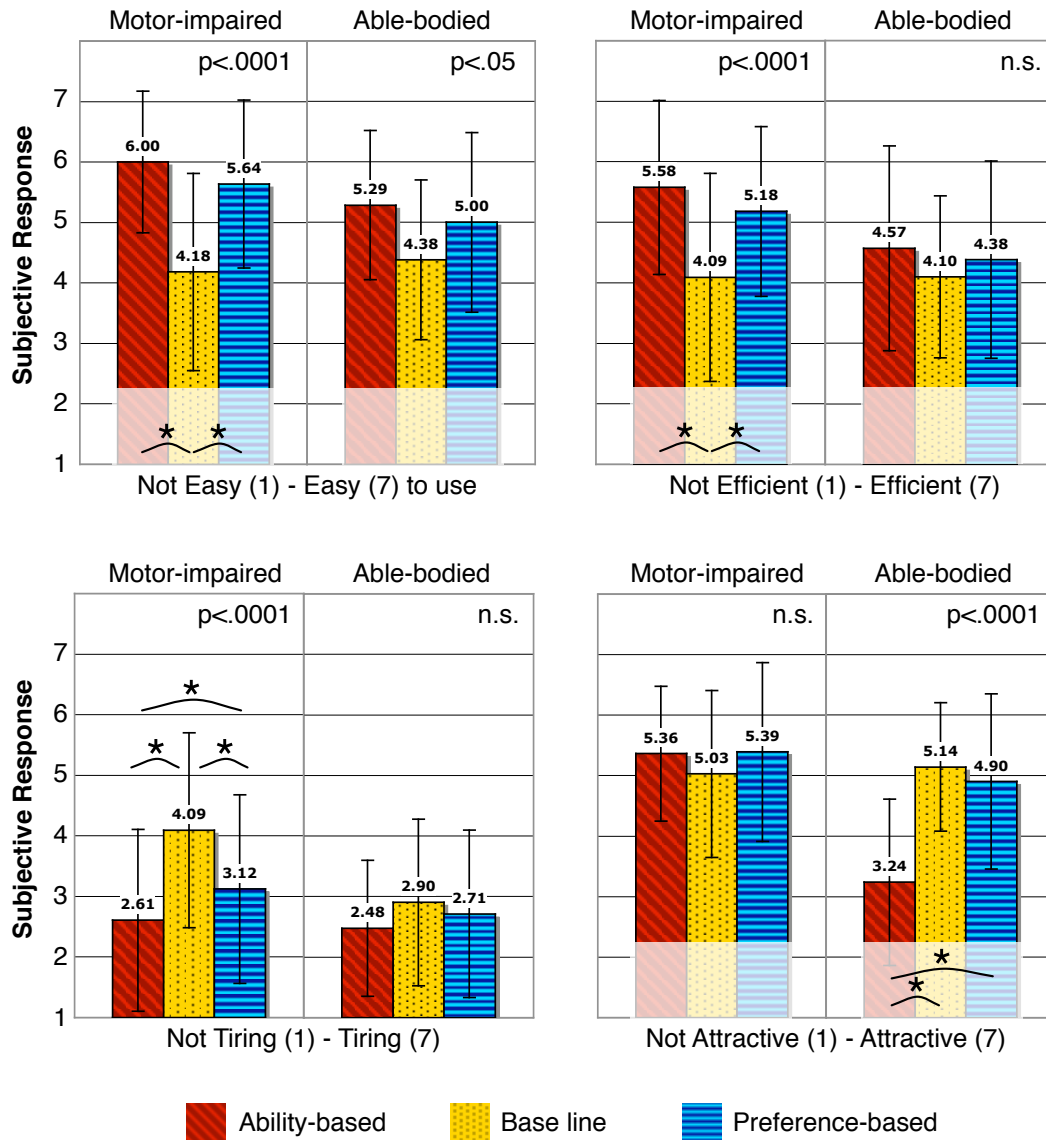 Motor-impaired Able-bodied
p<.0001 p<.05
Subjective Response
7
6
5
4
3
2
1
6.00
4.18
5.64
5.29
4.38
5.00
* *
Not Easy (1) - Easy (7) to use
Motor-impaired Able-bodied
p<.0001 n.s.
5.58
4.09
5.18
4.57
4.10
4.38
* *
Not Efficient (1) - Efficient (7)
Motor-impaired Able-bodied
p<.0001 n.s.
Subjective Response
7
6
5
4
3
2
1
*
* *
2.61
4.09
3.12
2.48
2.90
2.71
Not Tiring (1) - Tiring (7)
Motor-impaired Able-bodied
n.s. p<.0001
5.36
5.03
5.39
3.24
5.14
4.90
*
*
Not Attractive (1) - Attractive (7)
Ability-based Base line Preference-based